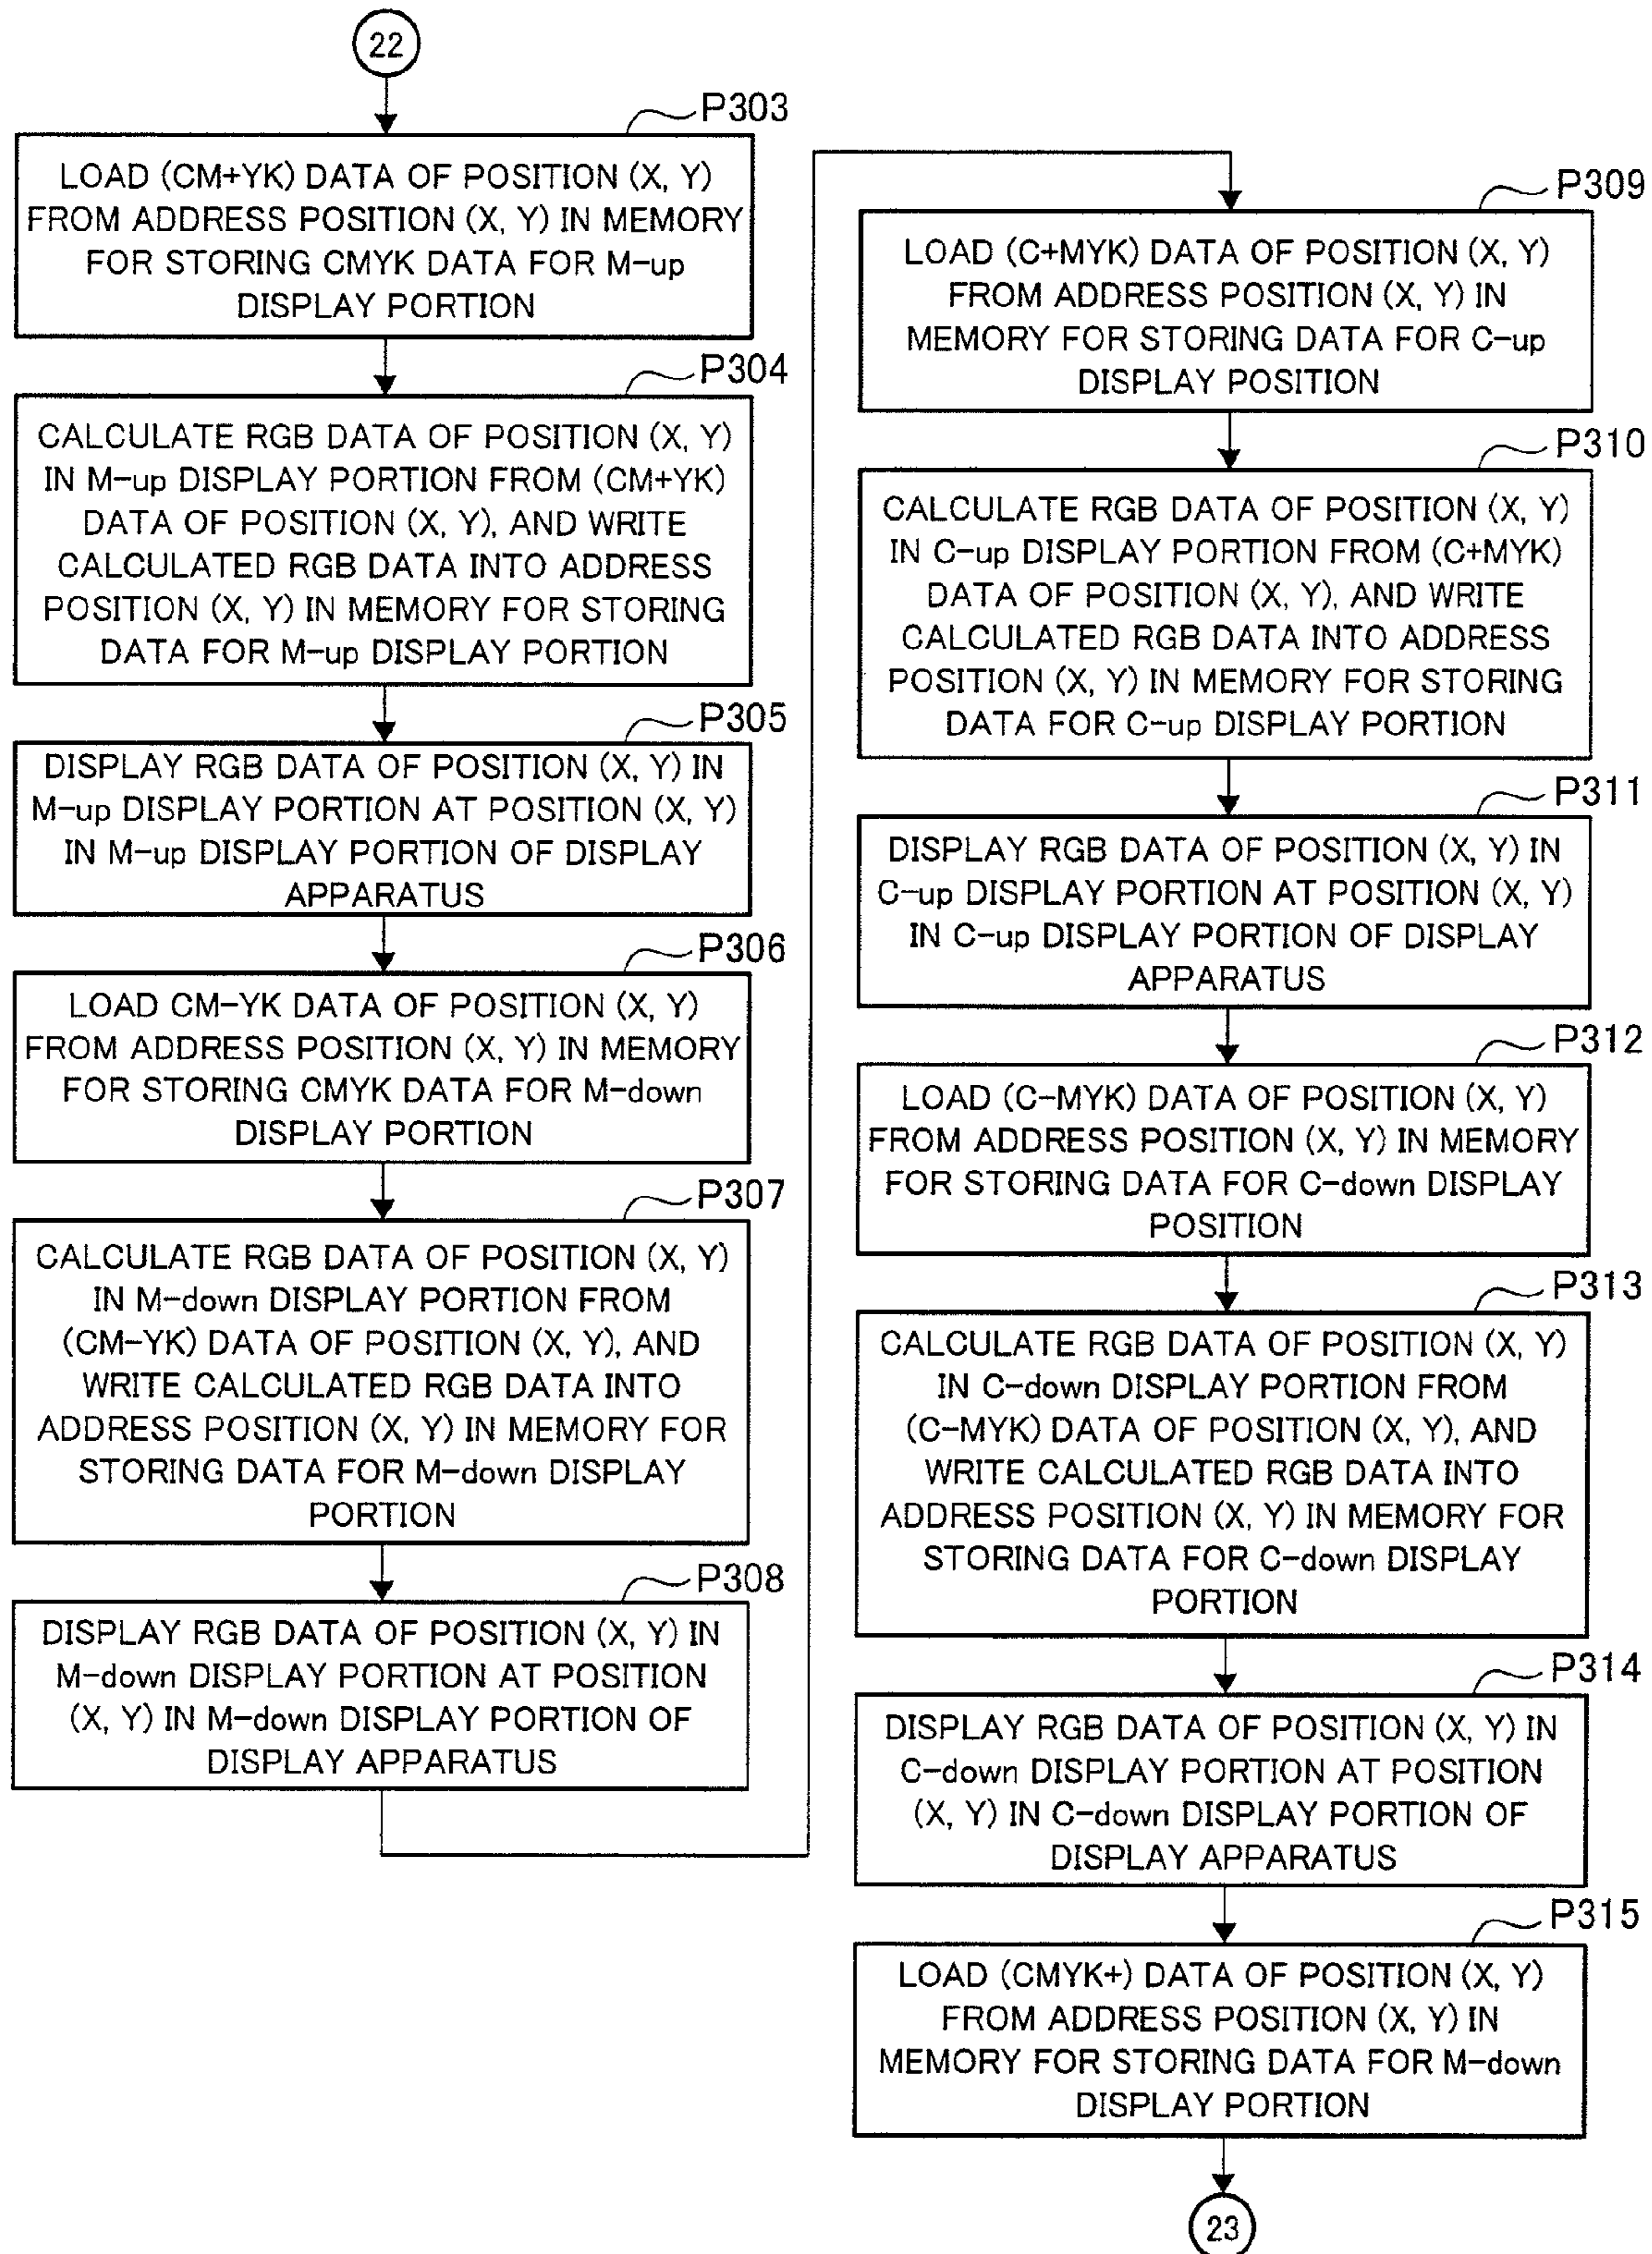 22
P303
LOAD (CM+YK) DATA OF POSITION (X, Y)
FROM ADDRESS POSITION (X, Y) IN MEMORY
FOR STORING CMYK DATA FOR M-up
DISPLAY PORTION
P304
CALCULATE RGB DATA OF POSITION (X, Y)
IN M-up DISPLAY PORTION FROM (CM+YK)
DATA OF POSITION (X, Y), AND WRITE
CALCULATED RGB DATA INTO ADDRESS
POSITION (X, Y) IN MEMORY FOR STORING
DATA FOR M-up DISPLAY PORTION
P305
DISPLAY RGB DATA OF POSITION (X, Y) IN
M-up DISPLAY PORTION AT POSITION (X, Y)
IN M-up DISPLAY PORTION OF DISPLAY
APPARATUS
P306
LOAD CM-YK DATA OF POSITION (X, Y)
FROM ADDRESS POSITION (X, Y) IN MEMORY
FOR STORING CMYK DATA FOR M-down
DISPLAY PORTION
P307
CALCULATE RGB DATA OF POSITION (X, Y)
IN M-down DISPLAY PORTION FROM
(CM-YK) DATA OF POSITION (X, Y), AND
WRITE CALCULATED RGB DATA INTO
ADDRESS POSITION (X, Y) IN MEMORY FOR
STORING DATA FOR M-down DISPLAY
PORTION
P308
DISPLAY RGB DATA OF POSITION (X, Y) IN
M-down DISPLAY PORTION AT POSITION
(X, Y) IN M-down DISPLAY PORTION OF
DISPLAY APPARATUS
P309
LOAD (C+MYK) DATA OF POSITION (X, Y)
FROM ADDRESS POSITION (X, Y) IN
MEMORY FOR STORING DATA FOR C-up
DISPLAY POSITION
P310
CALCULATE RGB DATA OF POSITION (X, Y)
IN C-up DISPLAY PORTION FROM (C+MYK)
DATA OF POSITION (X, Y), AND WRITE
CALCULATED RGB DATA INTO ADDRESS
POSITION (X, Y) IN MEMORY FOR STORING
DATA FOR C-up DISPLAY PORTION
P311
DISPLAY RGB DATA OF POSITION (X, Y) IN
C-up DISPLAY PORTION AT POSITION (X, Y)
IN C-up DISPLAY PORTION OF DISPLAY
APPARATUS
P312
LOAD (C-MYK) DATA OF POSITION (X, Y)
FROM ADDRESS POSITION (X, Y) IN MEMORY
FOR STORING DATA FOR C-down DISPLAY
POSITION
P313
CALCULATE RGB DATA OF POSITION (X, Y)
IN C-down DISPLAY PORTION FROM
(C-MYK) DATA OF POSITION (X, Y), AND
WRITE CALCULATED RGB DATA INTO
ADDRESS POSITION (X, Y) IN MEMORY FOR
STORING DATA FOR C-down DISPLAY
PORTION
P314
DISPLAY RGB DATA OF POSITION (X, Y) IN
C-down DISPLAY PORTION AT POSITION
(X, Y) IN C-down DISPLAY PORTION OF
DISPLAY APPARATUS
P315
LOAD (CMYK+) DATA OF POSITION (X, Y)
FROM ADDRESS POSITION (X, Y) IN
MEMORY FOR STORING DATA FOR M-down
DISPLAY PORTION
23